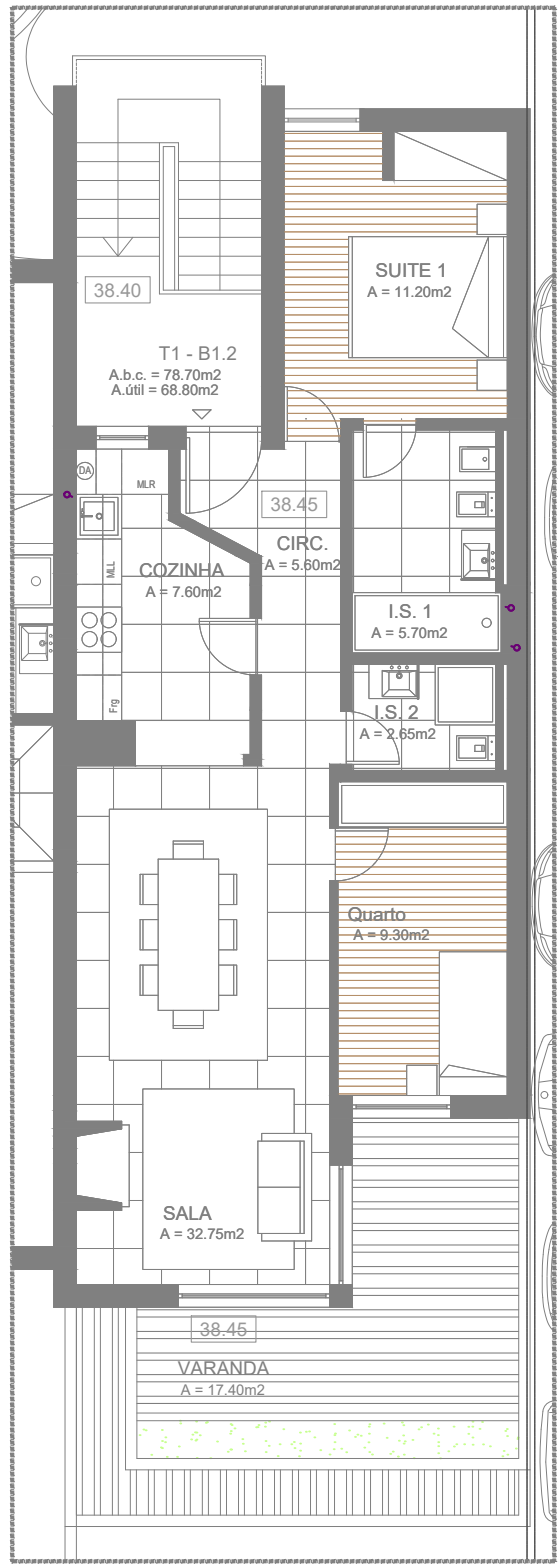 SUITE 1
A = 11.20m2
38.40
T1 - B1.2
A.b.c. = 78.70m2
A.útil = 68.80m2
DA
MLR
38.45
CIRC.
A = 5.60m2
COZINHA
A = 7.60m2
MLL
I.S. 1
A = 5.70m2
Frg
I.S. 2
A = 2.65m2
Quarto
A = 9.30m2
SALA
A = 32.75m2
38.45
VARANDA
A = 17.40m2